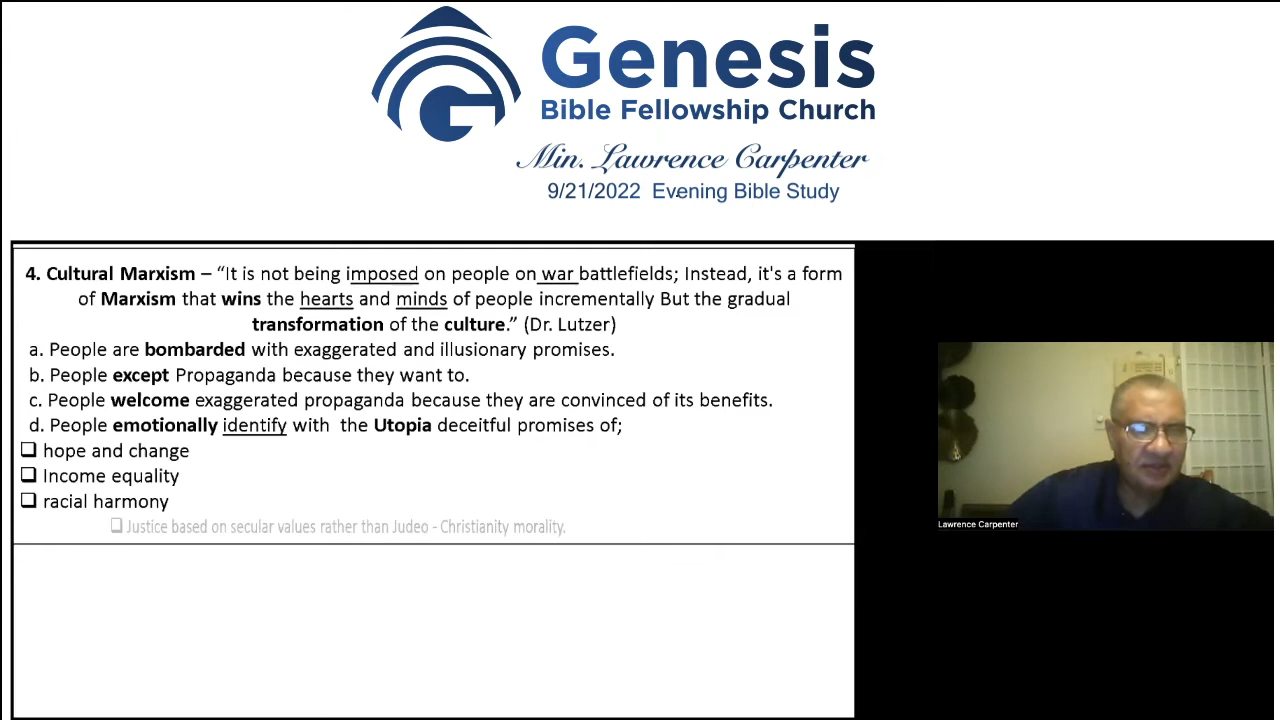 Genesis
Bible Fellowship Church
Min. Lawrence Carpenter
9/21/2022 Evening Bible Study
4. Cultural Marxism – “It is not being imposed on people on war battlefields; Instead, it's a form
of Marxism that wins the hearts and minds of people incrementally But the gradual
transformation of the culture.” (Dr. Lutzer)
a. People are bombarded with exaggerated and illusionary promises.
b. People except Propaganda because they want to.
c. People welcome exaggerated propaganda because they are convinced of its benefits.
d. People emotionally identify with the Utopia deceitful promises of;
❑ hope and change
❑ Income equality
❑ racial harmony
❑ Justice based on secular values rather than Judeo - Christianity morality.
Lawrence Carpenter